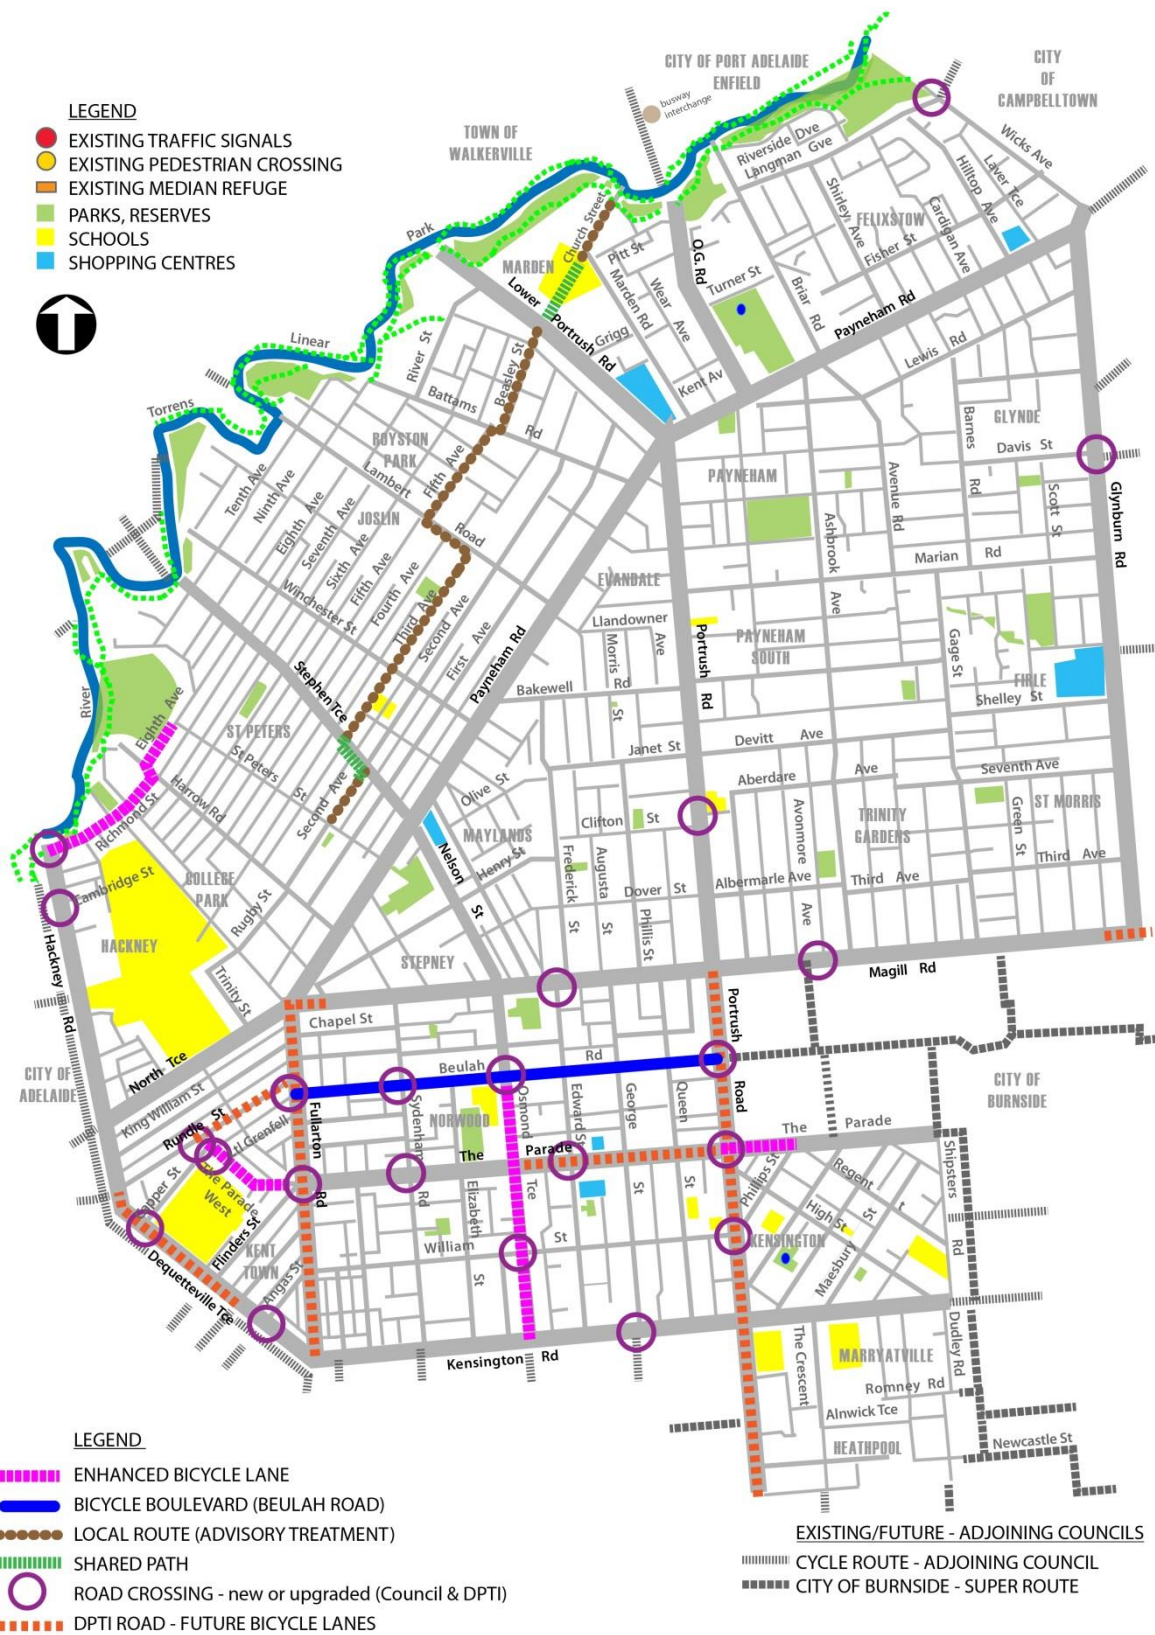 CITY OF PORT ADELAIDE
ENFIELD
CITY
OF
CAMPBELLTOWN
busway
interchange
LEGEND
EXISTING TRAFFIC SIGNALS
EXISTING PEDESTRIAN CROSSING
EXISTING MEDIAN REFUGE
PARKS, RESERVES
SCHOOLS
SHOPPING CENTRES
TOWN OF
WALKERVILLE
Riverside Dve
Langman Gve
Wicks Ave
Laver Tce
Hilltop Ave
Cardigan Ave
Shirley Ave
FELIXSTOW
Fisher St
Park
Church Street
Pitt St
MARDEN
O.G. Rd
Turner St
Marden Rd
Wear Ave
Briar Rd
Payneham Rd
Lower
Portrush Rd
Grigg
Kent Av
Lewis Rd
Linear
River St
Beasley St
Battams
Rd
Torrens
ROYSTON
PARK
Lambert
Road
Fifth Ave
Barnes
Rd
GLYNDE
Davis St
Scott St
Glynburn Rd
PAYNEHAM
Avenue Rd
Ashbrook
Ave
Marian Rd
Tenth Ave
Ninth Ave
Eighth Ave
Seventh Ave
Sixth Ave
Fifth Ave
Fourth Ave
Third Ave
Second Ave
First Ave
JOSLIN
Winchester St
EVANDALE
Llandower
Morris
St
Ave
Portrush
Rd
PAYNEHAM
SOUTH
Gage St
FIRLE
Shelley St
Payneham Rd
Stephen Tce
Bakewell Rd
River
Eighth Ave
ST PETERS
St Peters
St
Janet St
Devitt Ave
Aberdare Ave
Seventh Ave
Harrow Rd
Richmond St
Second Ave
Olive St
MAYLANDS
Clifton St
Avonmore
Ave
TRINITY
GARDENS
Green St
ST MORRIS
Nelson
St
Henry St
Frederick
St
Augusta
St
Dover St
Phillis St
Albermarle Ave
Third Ave
Third Ave
Cambridge St
COLLEGE
PARK
Rugby St
HACKNEY
Hackney
Rd
Trinity St
STEPNEY
Magill Rd
Chapel St
Portrush
Road
North Tce
CITY OF
ADELAIDE
Beulah
Rd
CITY OF
BURNSIDE
King William St
Rundle St
Grenfell
Fullarton
Rd
Sydenham
Rd
NORWOOD
Osmond
Tce
Edward St
George
St
Queen
St
The
Parade
The Parade
Shipsters
Rd
The Parade
West
Flinders St
Elizabeth
St
William St
Phillips St
Regent
t
High St
St
KENSINGTON
Maesbury
KENT
TOWN
Angas St
Dequetteville Tce
Kensington Rd
The Crescent
MARRYATVILLE
Dudley Rd
Romney Rd
Alnwick Tce
HEATHPOOL
Newcastle St
LEGEND
ENHANCED BICYCLE LANE
BICYCLE BOULEVARD (BEULAH ROAD)
LOCAL ROUTE (ADVISORY TREATMENT)
SHARED PATH
ROAD CROSSING - new or upgraded (Council & DPTI)
DPTI ROAD - FUTURE BICYCLE LANES
EXISTING/FUTURE - ADJOINING COUNCILS
CYCLE ROUTE - ADJOINING COUNCIL
CITY OF BURNSIDE - SUPER ROUTE